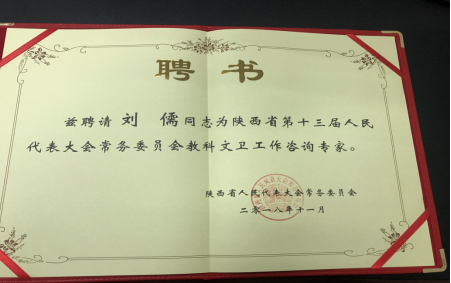 聘书
兹聘请刘 儒同志为陕西省第十三届人民
代表大会常务委员会教科文卫工作咨询专家。
陕西省人民代表大会常务委员会
二〇一八年十一月